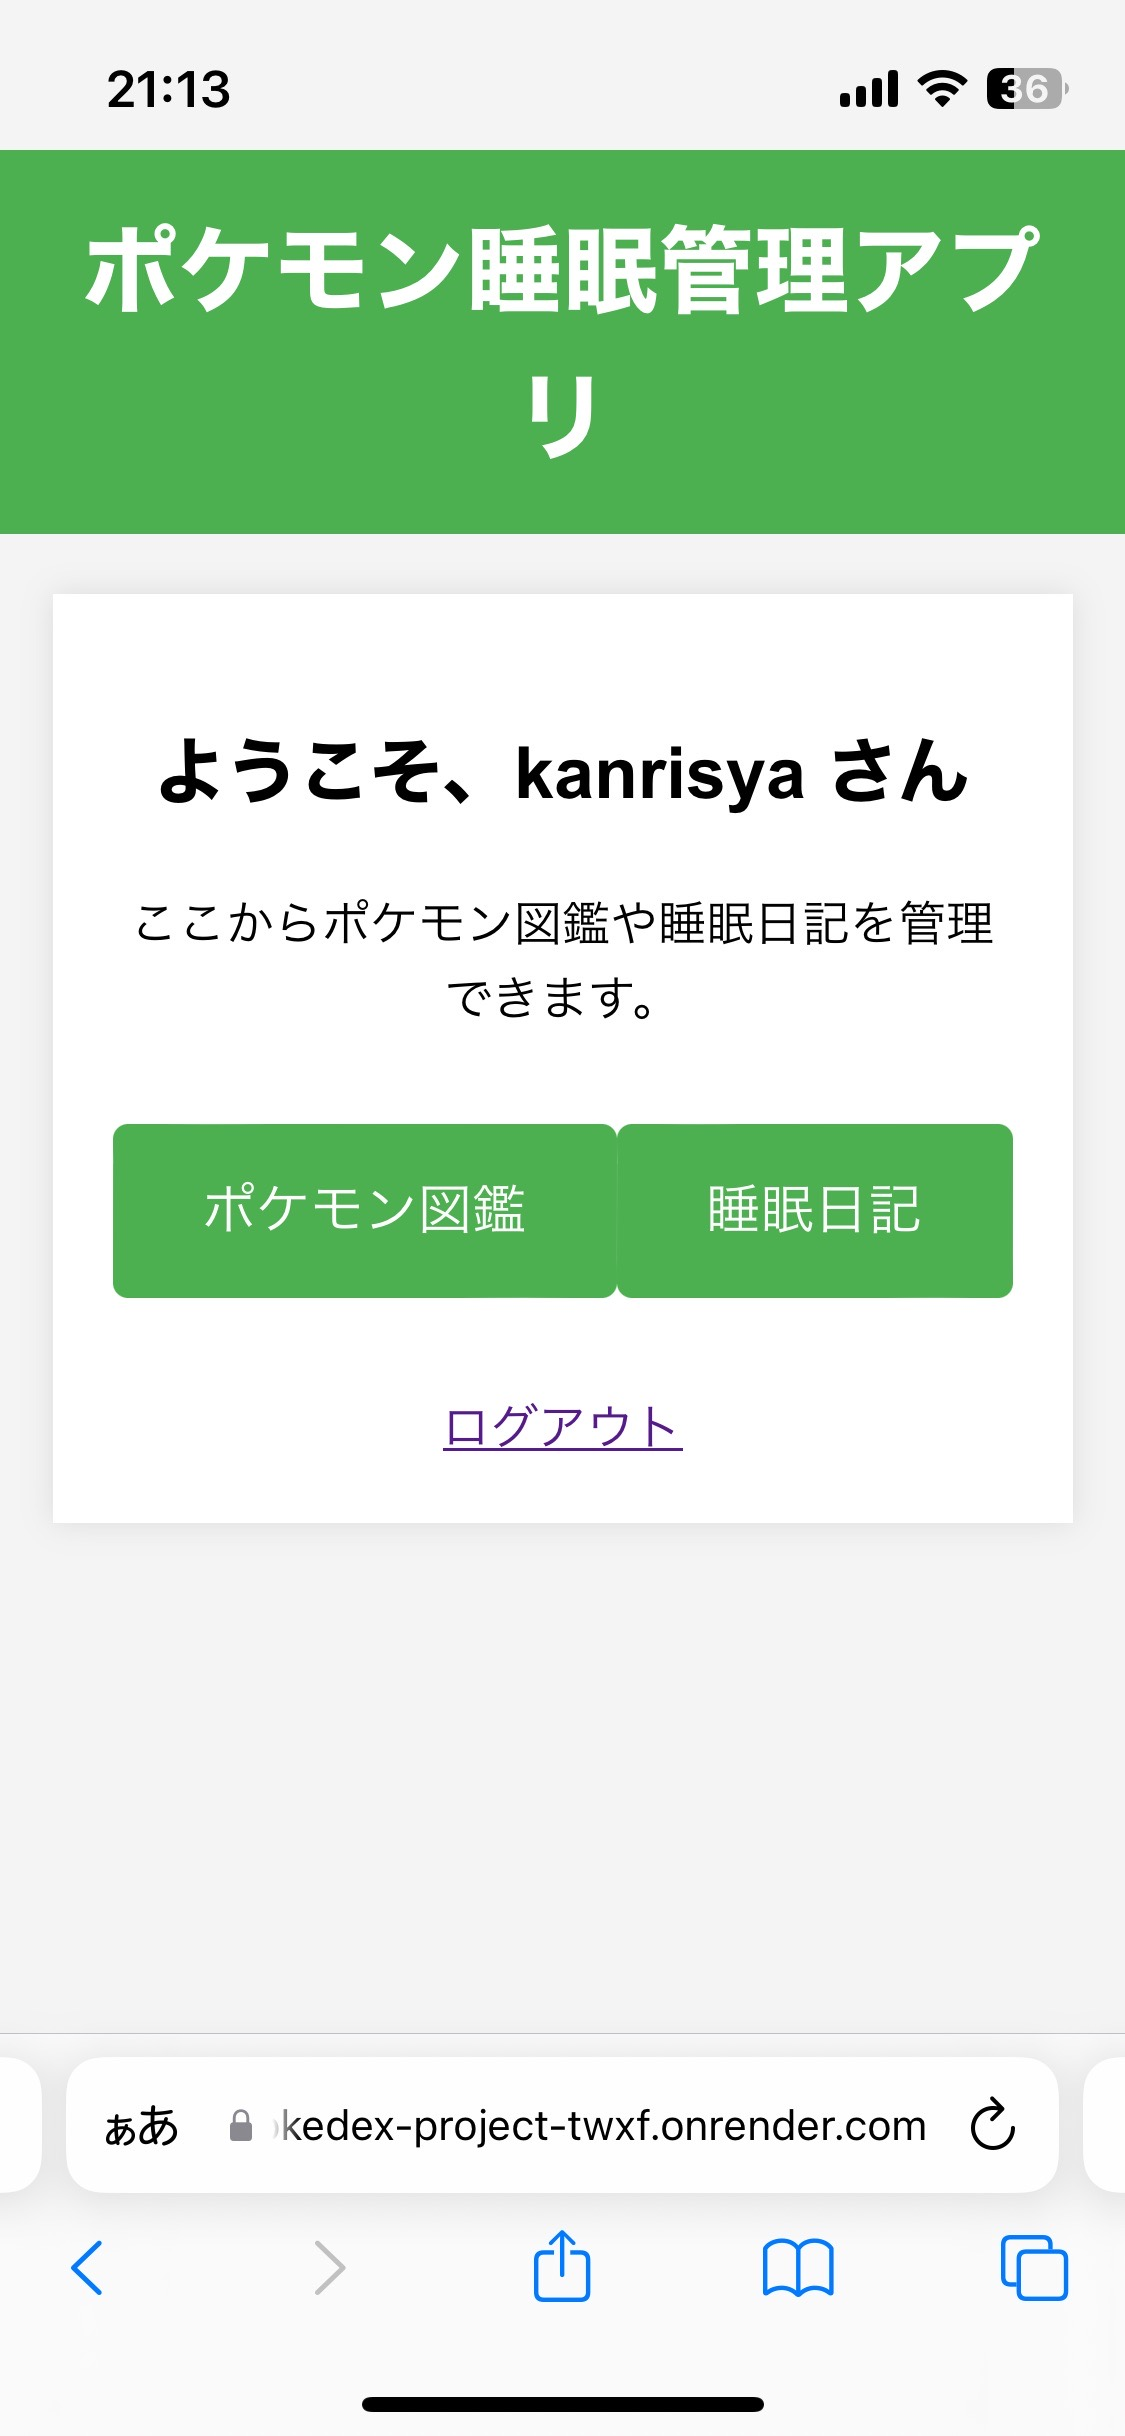 21:13
36
ポケモン睡眠管理アプ
リ
ようこそ、kanrisya さん
ここからポケモン図鑑や睡眠日記を管理
できます。
ポケモン図鑑
睡眠日記
ログアウト
ぁあ
kedex-project-twxf.onrender.com